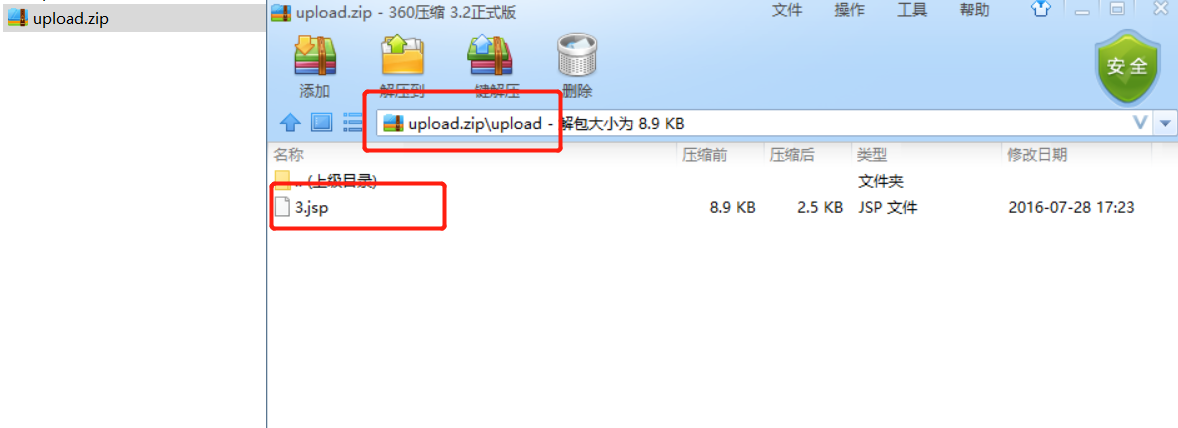 upload.zip
upload.zip - 360压缩 3.2正式版
文件 操作 工具 帮助
添加 解压到 一键解压 删除
安全
upload.zip\upload - 解包大小为 8.9 KB
名称 压缩前 压缩后 类型 修改日期
.. (上级目录) 文件夹
3.jsp 8.9 KB 2.5 KB JSP 文件 2016-07-28 17:23